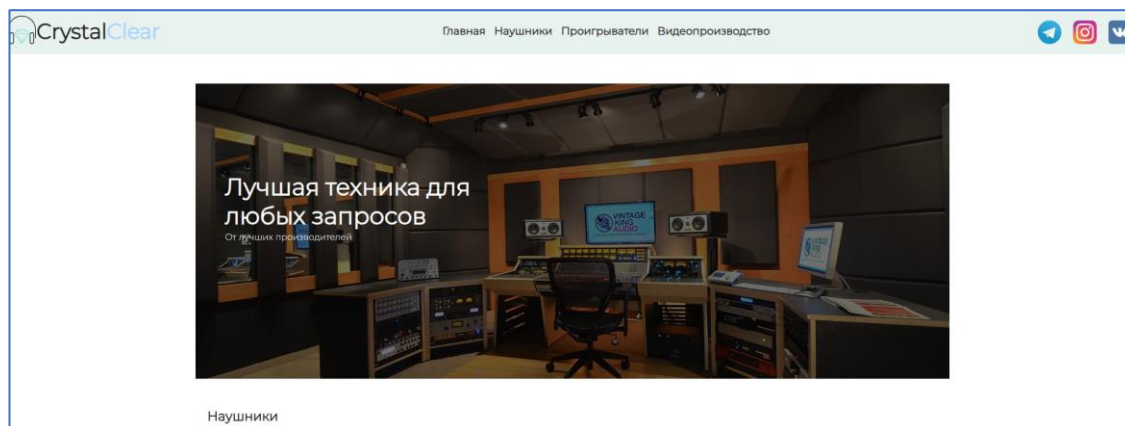 CrystalClear
Главная Наушники Проигрыватели Видеопроизводство
Лучшая техника для
любых запросов
От лучших производителей
VINTAGE
KING
AUDIO
Наушники